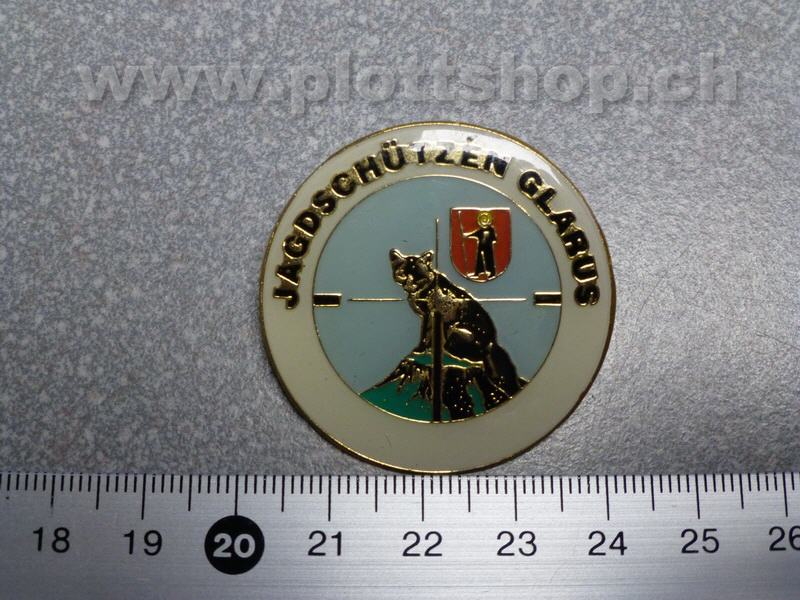 www.plottshop.ch
JAGDSCHÜTZEN GLARUS
18 19 20 21 22 23 24 25 26